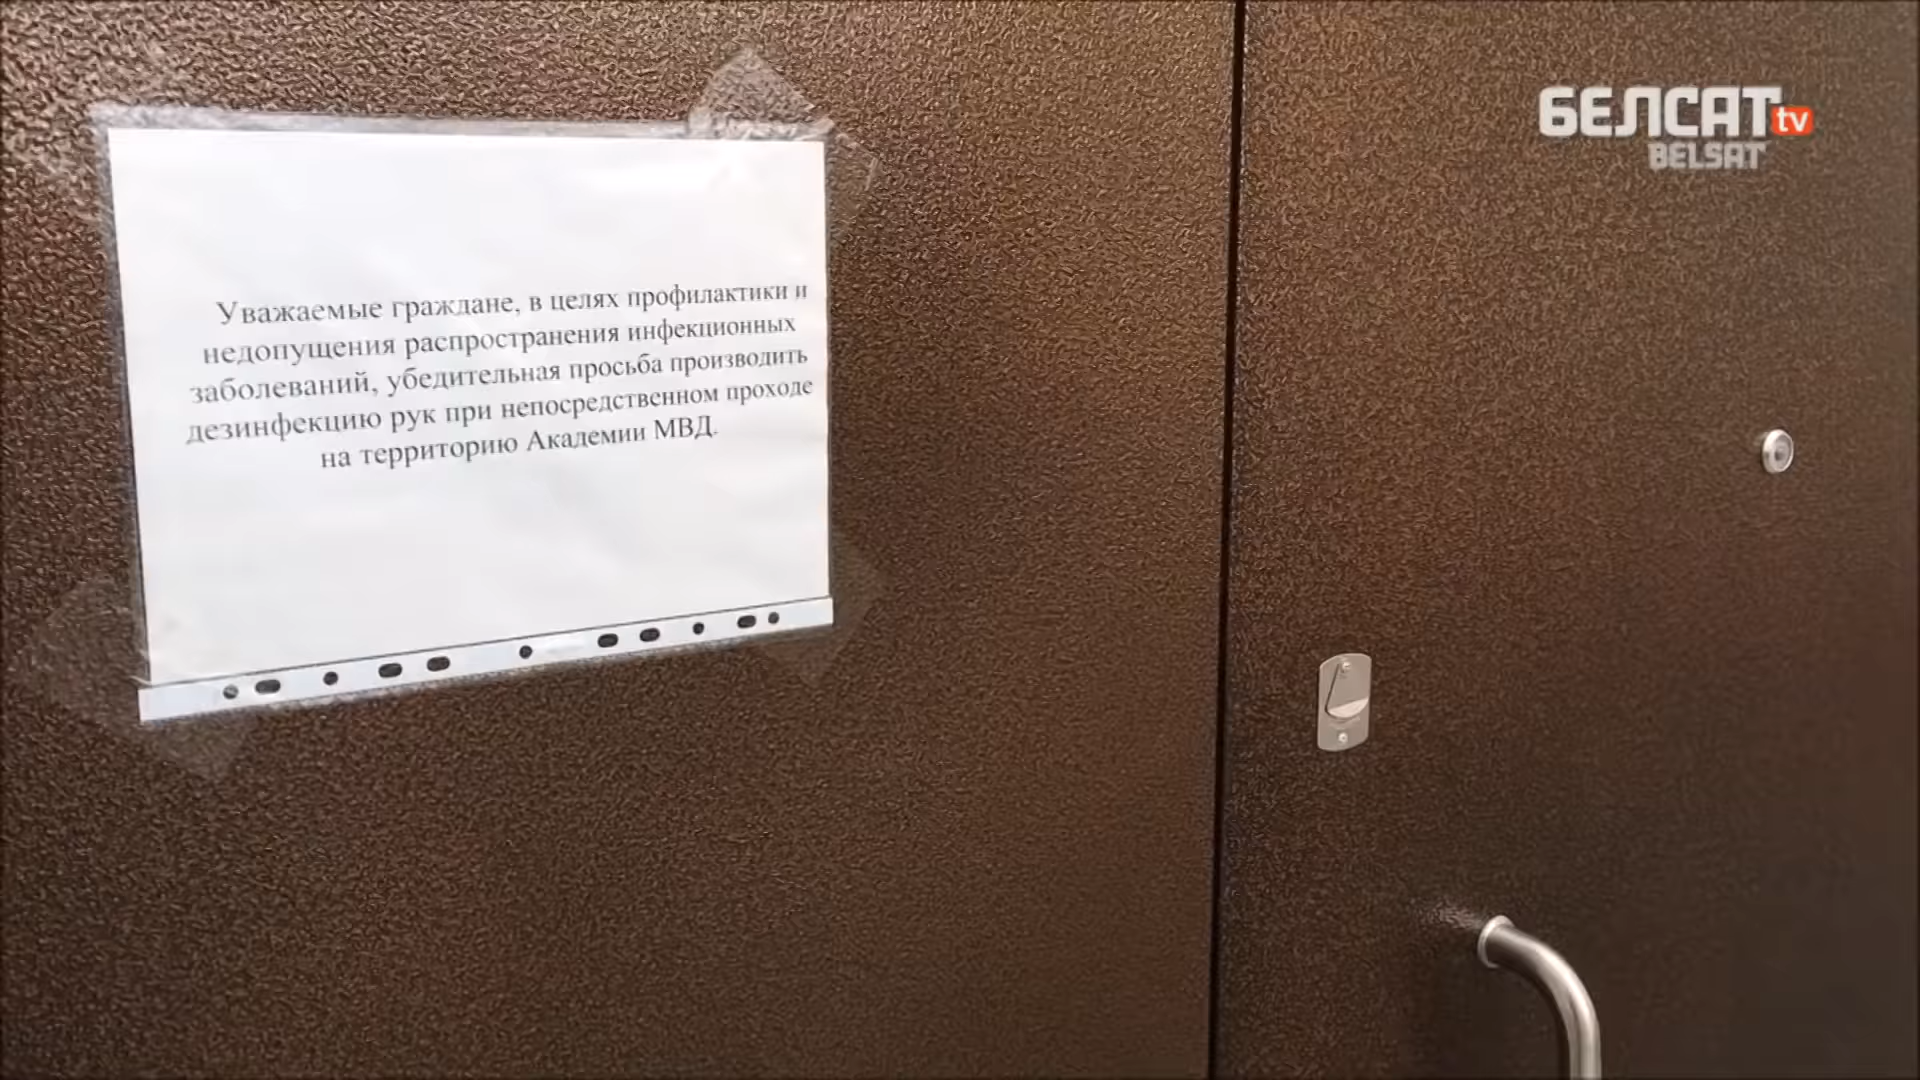 БЕЛСАТ tv
BELSAT
Уважаемые граждане, в целях профилактики и
недопущения распространения инфекционных
заболеваний, убедительная просьба производить
дезинфекцию рук при непосредственном проходе
на территорию Академии МВД.